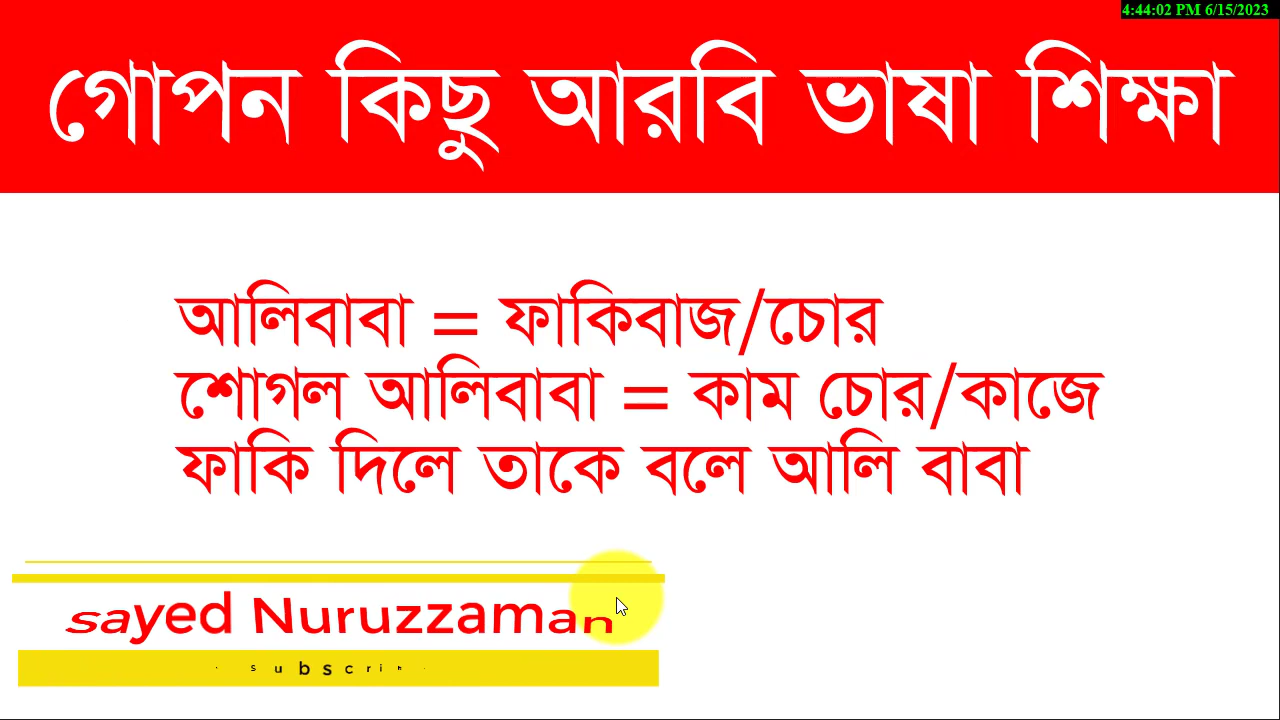 4:44:02 PM 6/15/2023
গোপন কিছু আরবি ভাষা শিক্ষা
আলিবাবা = ফাকিবাজ/চোর
শোগল আলিবাবা = কাম চোর/কাজে
ফাকি দিলে তাকে বলে আলি বাবা
sayed Nuruzzaman